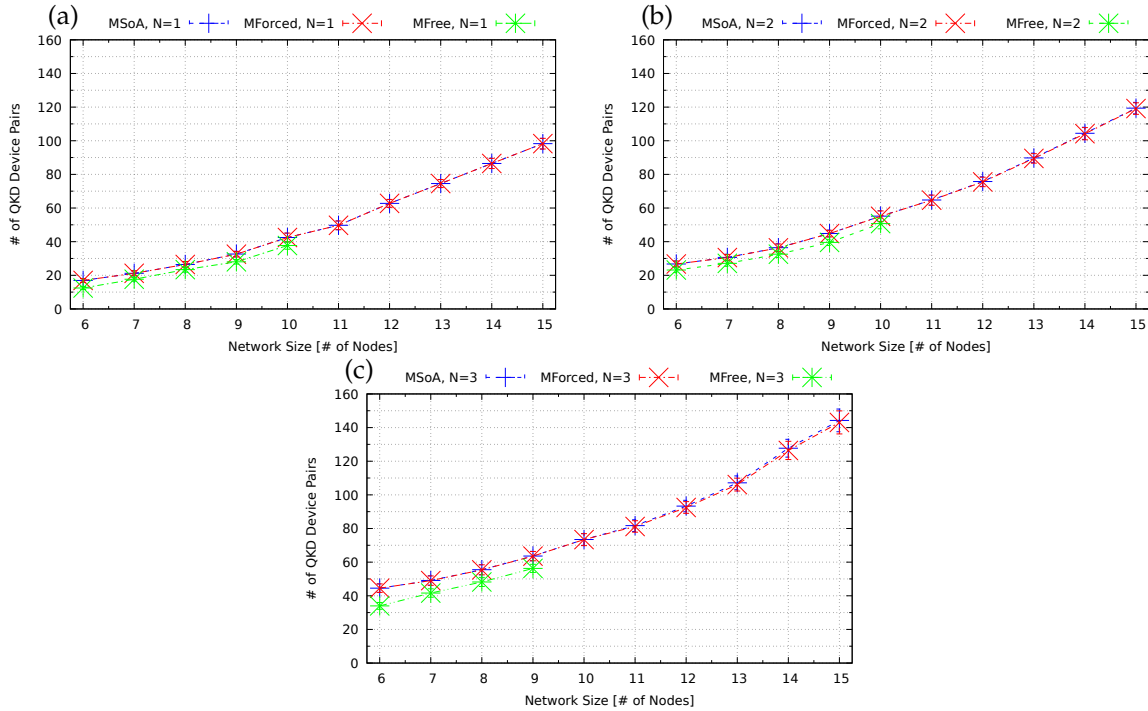 (a)
MSoA, N=1 MForced, N=1 MFree, N=1
160
140
120
100
80
60
40
20
0
# of QKD Device Pairs
6 7 8 9 10 11 12 13 14 15
Network Size [# of Nodes]
(b)
MSoA, N=2 MForced, N=2 MFree, N=2
160
140
120
100
80
60
40
20
0
# of QKD Device Pairs
6 7 8 9 10 11 12 13 14 15
Network Size [# of Nodes]
(c)
MSoA, N=3 MForced, N=3 MFree, N=3
160
140
120
100
80
60
40
20
0
# of QKD Device Pairs
6 7 8 9 10 11 12 13 14 15
Network Size [# of Nodes]